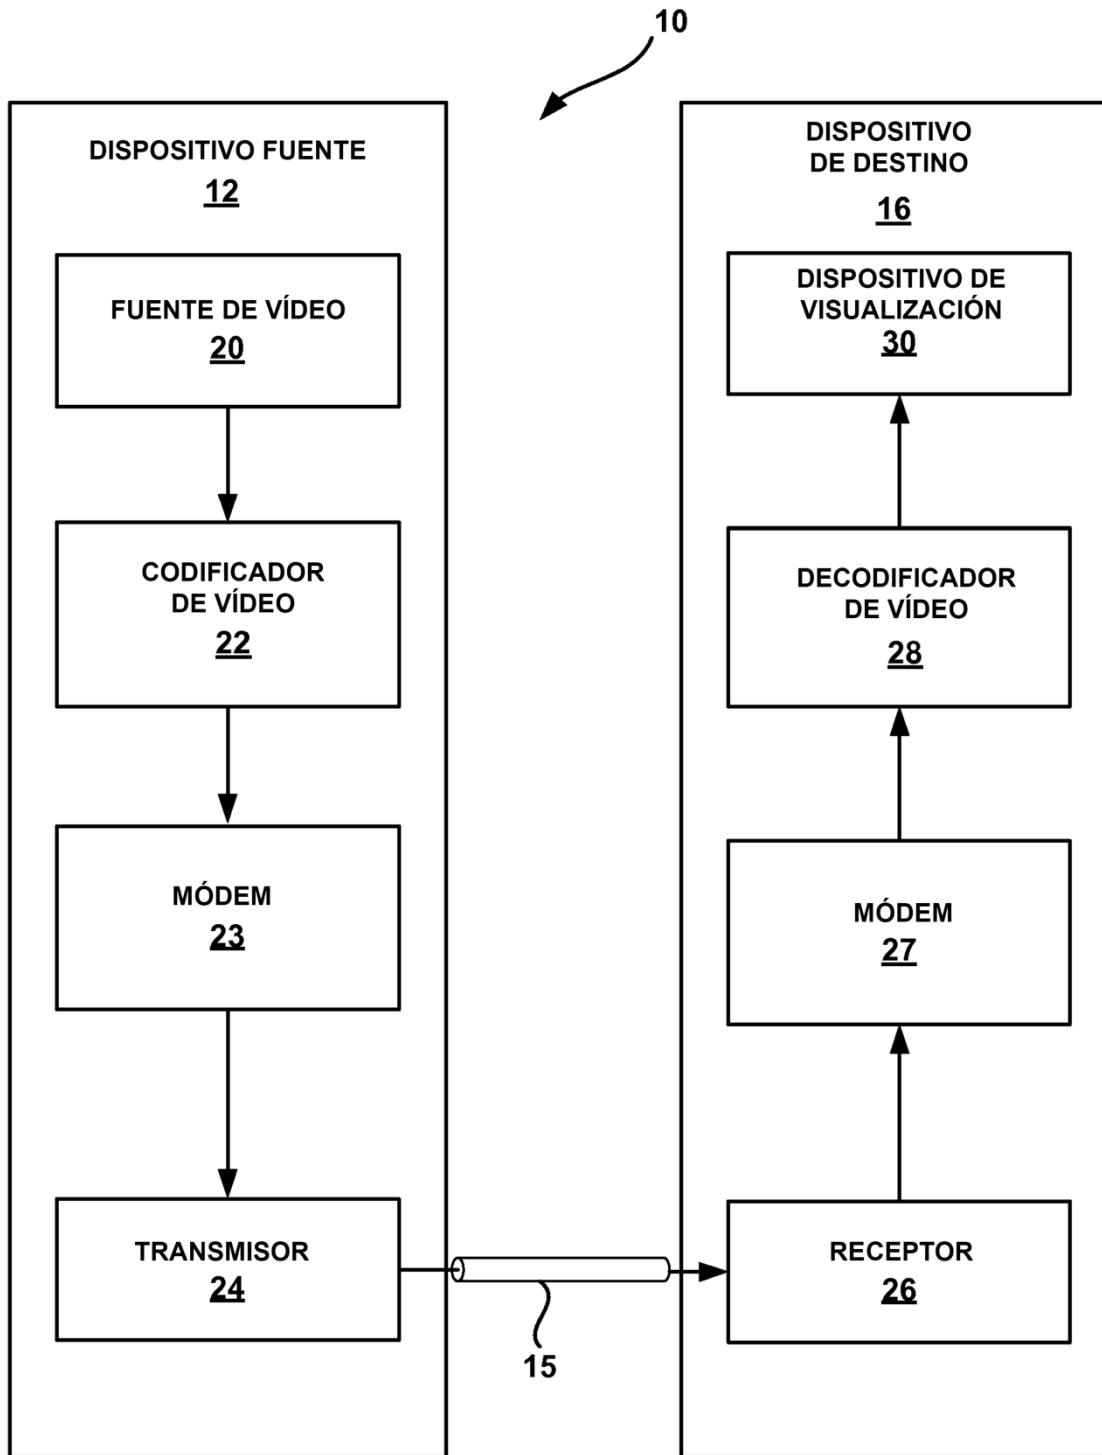 10
DISPOSITIVO FUENTE
12
FUENTE DE VÍDEO
20
CODIFICADOR
DE VÍDEO
22
MÓDEM
23
TRANSMISOR
24
15
DISPOSITIVO
DE DESTINO
16
DISPOSITIVO DE
VISUALIZACIÓN
30
DECODIFICADOR
DE VÍDEO
28
MÓDEM
27
RECEPTOR
26